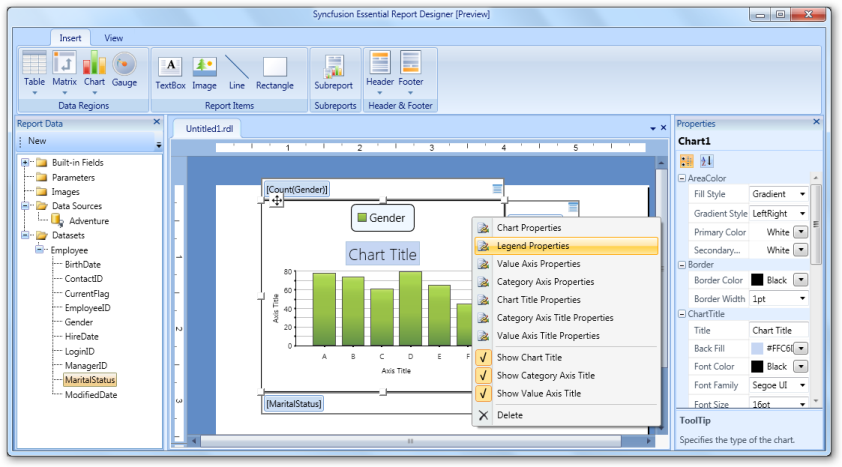 Syncfusion Essential Report Designer [Preview]
Insert View
Table Matrix Chart Gauge
Data Regions
TextBox Image Line Rectangle
Report Items
Subreport
Subreports
Header Footer
Header & Footer
Report Data
New
Built-in Fields
Parameters
Images
Data Sources
Adventure
Datasets
Employee
BirthDate
ContactID
CurrentFlag
EmployeeID
Gender
HireDate
LoginID
ManagerID
MaritalStatus
ModifiedDate
Untitled1.rdl
1 2 3 4 5
1
2
3
[Count(Gender)]
Gender
Chart Title
80
60
40
20
0
Axis Title
A B C D E F
Axis Title
[MaritalStatus]
Chart Properties
Legend Properties
Value Axis Properties
Category Axis Properties
Chart Title Properties
Category Axis Title Properties
Value Axis Title Properties
Show Chart Title
Show Category Axis Title
Show Value Axis Title
Delete
Properties
Chart1
AreaColor
Fill Style Gradient
Gradient Style LeftRight
Primary Color White
Secondary... White
Border
Border Color Black
Border Width 1pt
ChartTitle
Title Chart Title
Back Fill
Font Color Black
Font Family Segoe UI
Font Size 16pt
ToolTip
Specifies the type of the chart.